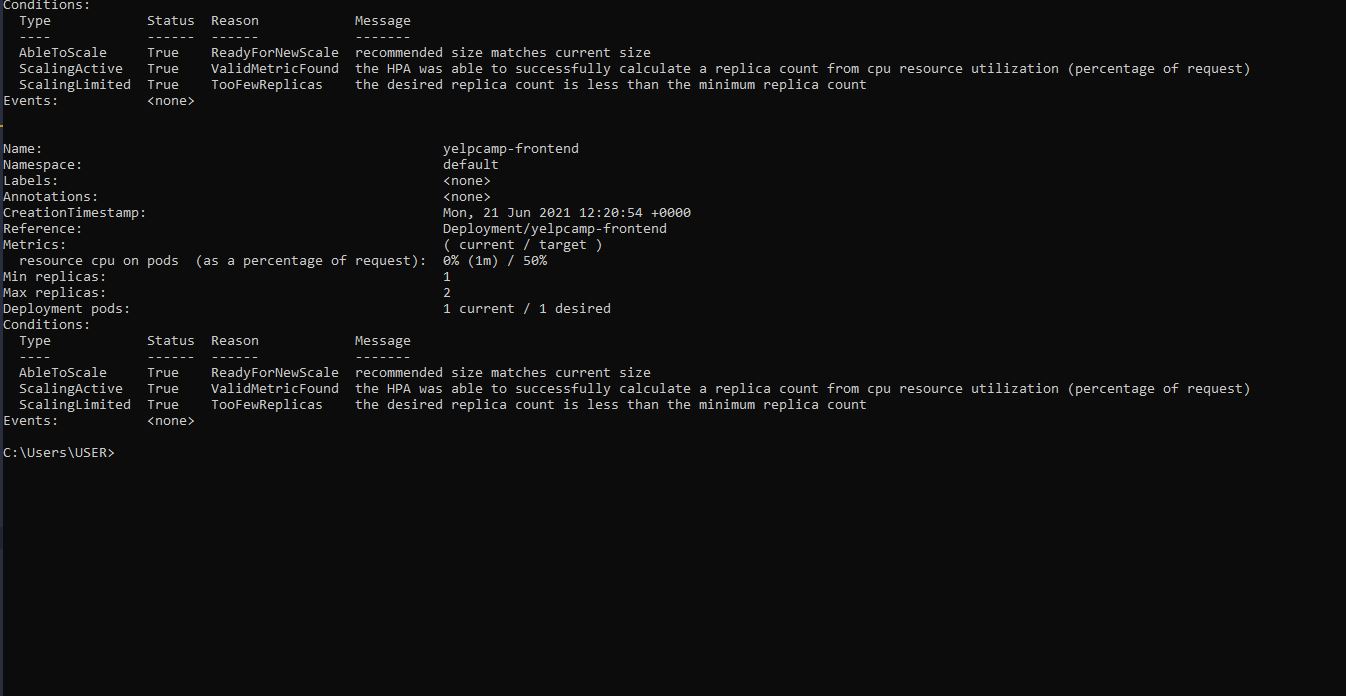 Conditions:
  Type            Status  Reason            Message
  ----            ------  ------            -------
  AbleToScale     True    ReadyForNewScale  recommended size matches current size
  ScalingActive   True    ValidMetricFound  the HPA was able to successfully calculate a replica count from cpu resource utilization (percentage of request)
  ScalingLimited  True    TooFewReplicas    the desired replica count is less than the minimum replica count
Events:           <none>

Name:                                                  yelpcamp-frontend
Namespace:                                             default
Labels:                                                <none>
Annotations:                                           <none>
CreationTimestamp:                                     Mon, 21 Jun 2021 12:20:54 +0000
Reference:                                             Deployment/yelpcamp-frontend
Metrics:                                               ( current / target )
  resource cpu on pods  (as a percentage of request):  0% (1m) / 50%
Min replicas:                                          1
Max replicas:                                          2
Deployment pods:                                       1 current / 1 desired
Conditions:
  Type            Status  Reason            Message
  ----            ------  ------            -------
  AbleToScale     True    ReadyForNewScale  recommended size matches current size
  ScalingActive   True    ValidMetricFound  the HPA was able to successfully calculate a replica count from cpu resource utilization (percentage of request)
  ScalingLimited  True    TooFewReplicas    the desired replica count is less than the minimum replica count
Events:           <none>

C:\Users\USER>